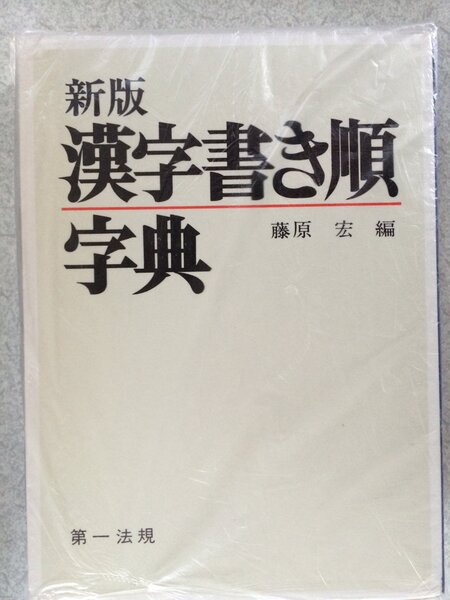 新版
漢字書き順
字典
藤原 宏 編
第一法規